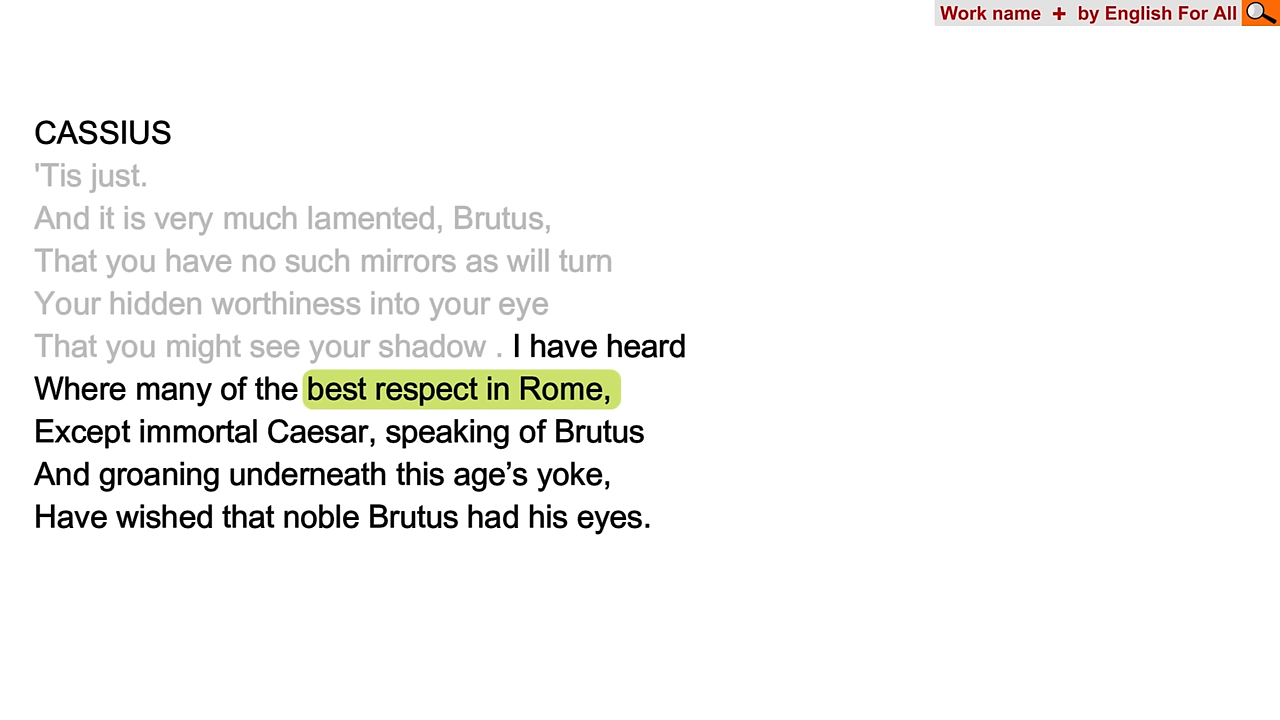 Work name + by English For All
CASSIUS
'Tis just.
And it is very much lamented, Brutus,
That you have no such mirrors as will turn
Your hidden worthiness into your eye
That you might see your shadow . I have heard
Where many of the best respect in Rome,
Except immortal Caesar, speaking of Brutus
And groaning underneath this age’s yoke,
Have wished that noble Brutus had his eyes.